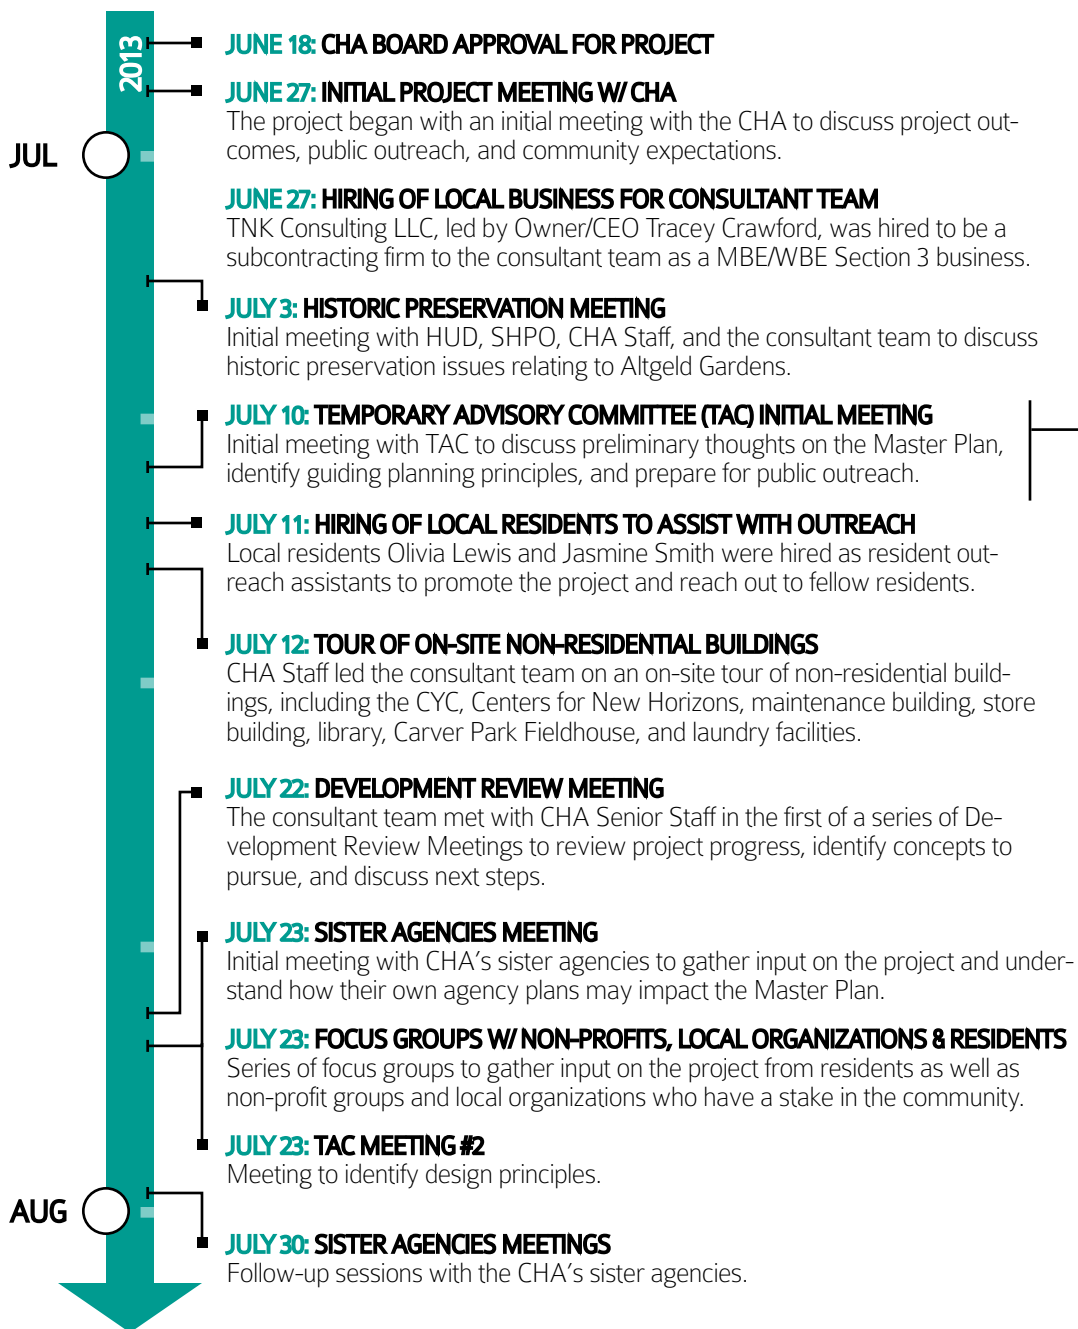 2013
JUNE 18: CHA BOARD APPROVAL FOR PROJECT
JUNE 27: INITIAL PROJECT MEETING W/ CHA
The project began with an initial meeting with the CHA to discuss project out-
comes, public outreach, and community expectations.
JUL
JUNE 27: HIRING OF LOCAL BUSINESS FOR CONSULTANT TEAM
TNK Consulting LLC, led by Owner/CEO Tracey Crawford, was hired to be a
subcontracting firm to the consultant team as a MBE/WBE Section 3 business.
JULY 3: HISTORIC PRESERVATION MEETING
Initial meeting with HUD, SHPO, CHA Staff, and the consultant team to discuss
historic preservation issues relating to Altgeld Gardens.
JULY 10: TEMPORARY ADVISORY COMMITTEE (TAC) INITIAL MEETING
Initial meeting with TAC to discuss preliminary thoughts on the Master Plan,
identify guiding planning principles, and prepare for public outreach.
JULY 11: HIRING OF LOCAL RESIDENTS TO ASSIST WITH OUTREACH
Local residents Olivia Lewis and Jasmine Smith were hired as resident out-
reach assistants to promote the project and reach out to fellow residents.
JULY 12: TOUR OF ON-SITE NON-RESIDENTIAL BUILDINGS
CHA Staff led the consultant team on an on-site tour of non-residential build-
ings, including the CYC, Centers for New Horizons, maintenance building, store
building, library, Carver Park Fieldhouse, and laundry facilities.
JULY 22: DEVELOPMENT REVIEW MEETING
The consultant team met with CHA Senior Staff in the first of a series of De-
velopment Review Meetings to review project progress, identify concepts to
pursue, and discuss next steps.
JULY 23: SISTER AGENCIES MEETING
Initial meeting with CHA's sister agencies to gather input on the project and under-
stand how their own agency plans may impact the Master Plan.
JULY 23: FOCUS GROUPS W/ NON-PROFITS, LOCAL ORGANIZATIONS & RESIDENTS
Series of focus groups to gather input on the project from residents as well as
non-profit groups and local organizations who have a stake in the community.
JULY 23: TAC MEETING #2
Meeting to identify design principles.
AUG
JULY 30: SISTER AGENCIES MEETINGS
Follow-up sessions with the CHA's sister agencies.